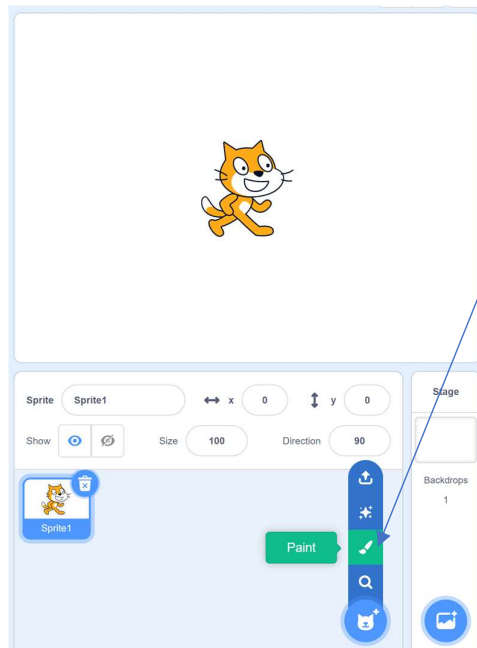 Sprite Sprite1 x 0 y 0
Show Size 100 Direction 90
Sprite1
Paint
Stage
Backdrops
1